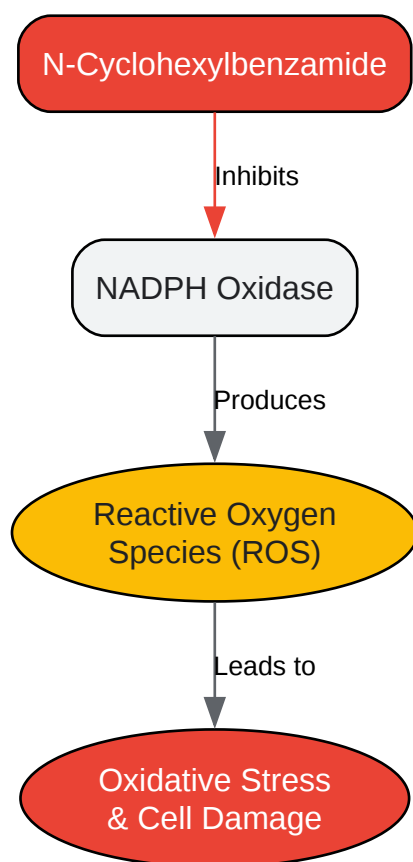 N-Cyclohexylbenzamide
Inhibits
NADPH Oxidase
Produces
Reactive Oxygen
Species (ROS)
Leads to
Oxidative Stress
& Cell Damage